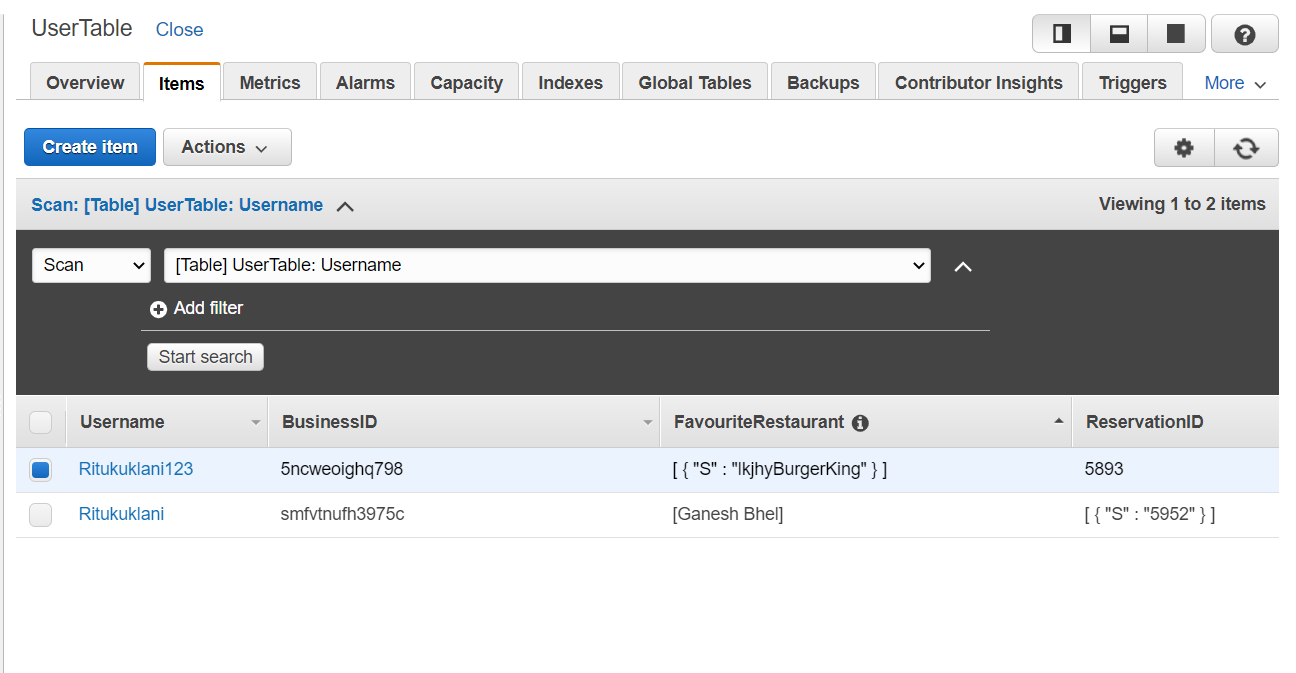 UserTable Close
Overview Items Metrics Alarms Capacity Indexes Global Tables Backups Contributor Insights Triggers More
Create item Actions
Scan: [Table] UserTable: Username Viewing 1 to 2 items
Scan [Table] UserTable: Username
Add filter
Start search
Username BusinessID FavouriteRestaurant ReservationID
Ritukuklani123 5ncweoighq798 [ { "S" : "lkjhyBurgerKing" } ] 5893
Ritukuklani smfvtnufh3975c [Ganesh Bhel] [ { "S" : "5952" } ]